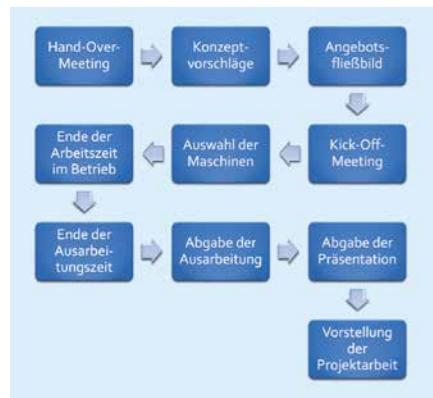 Hand-Over-
Meeting
Konzept-
vorschläge
Angebots-
fließbild
Kick-Off-
Meeting
Auswahl der
Maschinen
Ende der
Arbeitszeit
im Betrieb
Ende der
Ausarbei-
tungszeit
Abgabe der
Ausarbeitung
Abgabe der
Präsentation
Vorstellung
der
Projektarbeit